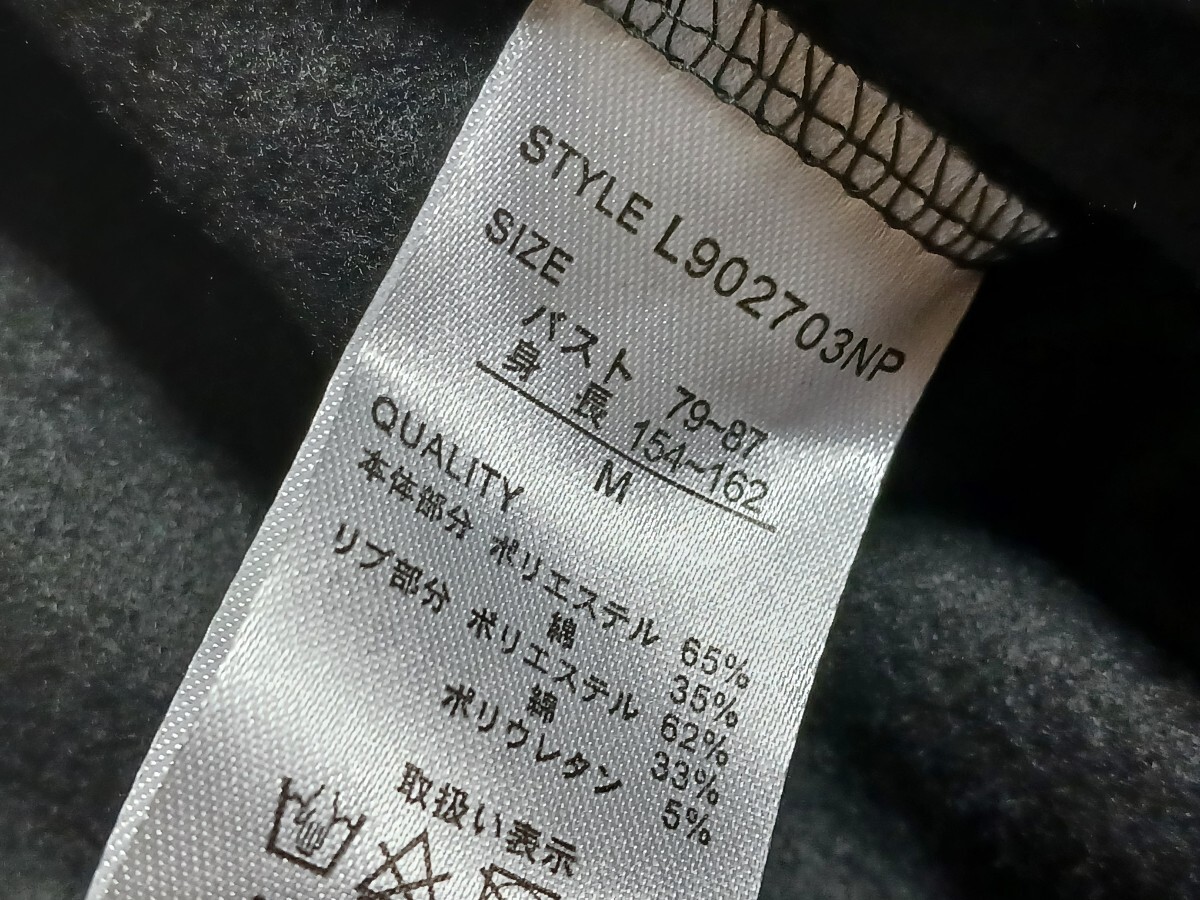 STYLE L902703NP
SIZE
バスト 79~87
身 長 154~162
M
QUALITY
本体部分 ポリエステル 65%
綿 35%
リブ部分 ポリエステル 62%
綿 33%
ポリウレタン 5%
取扱い表示